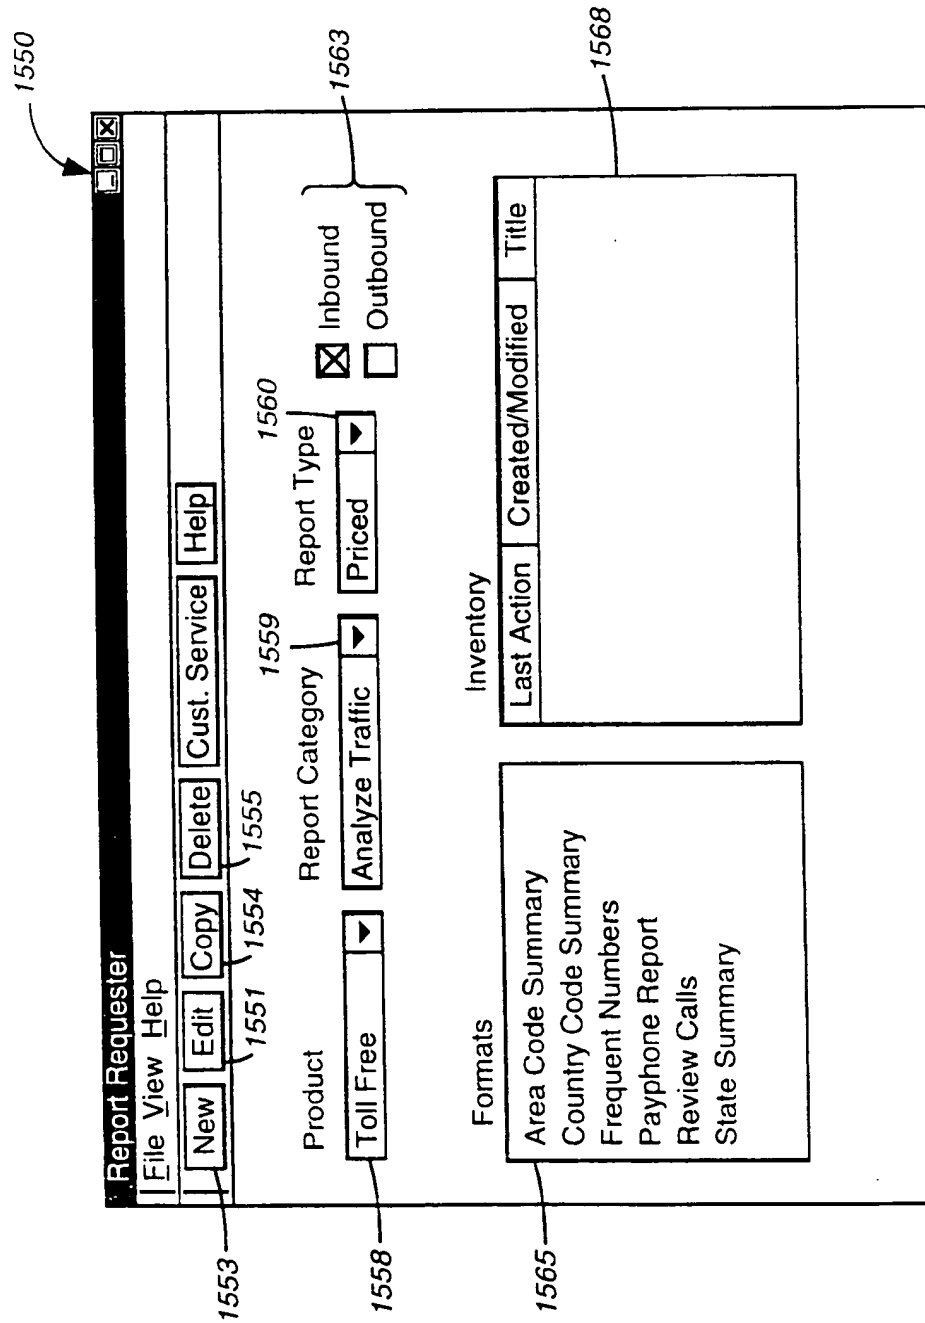 1550
Report Requester
File View Help
New Edit Copy Delete Cust. Service Help
1553
1551
1554
1555
1559
1560
1563
Product Report Category Report Type
Toll Free Analyze Traffic Priced
Inbound
Outbound
1558
Formats
Area Code Summary
Country Code Summary
Frequent Numbers
Payphone Report
Review Calls
State Summary
1565
Inventory
Last Action Created/Modified Title
1568